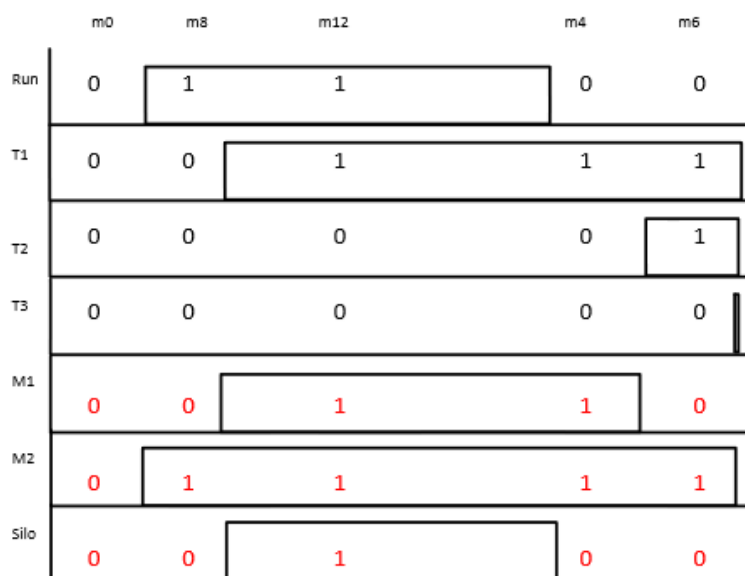 m0 m8 m12 m4 m6
Run 0 1 1 0 0
T1 0 0 1 1 1
T2 0 0 0 0 1
T3 0 0 0 0 0
M1 0 0 1 1 0
M2 0 1 1 1 1
Silo 0 0 1 0 0